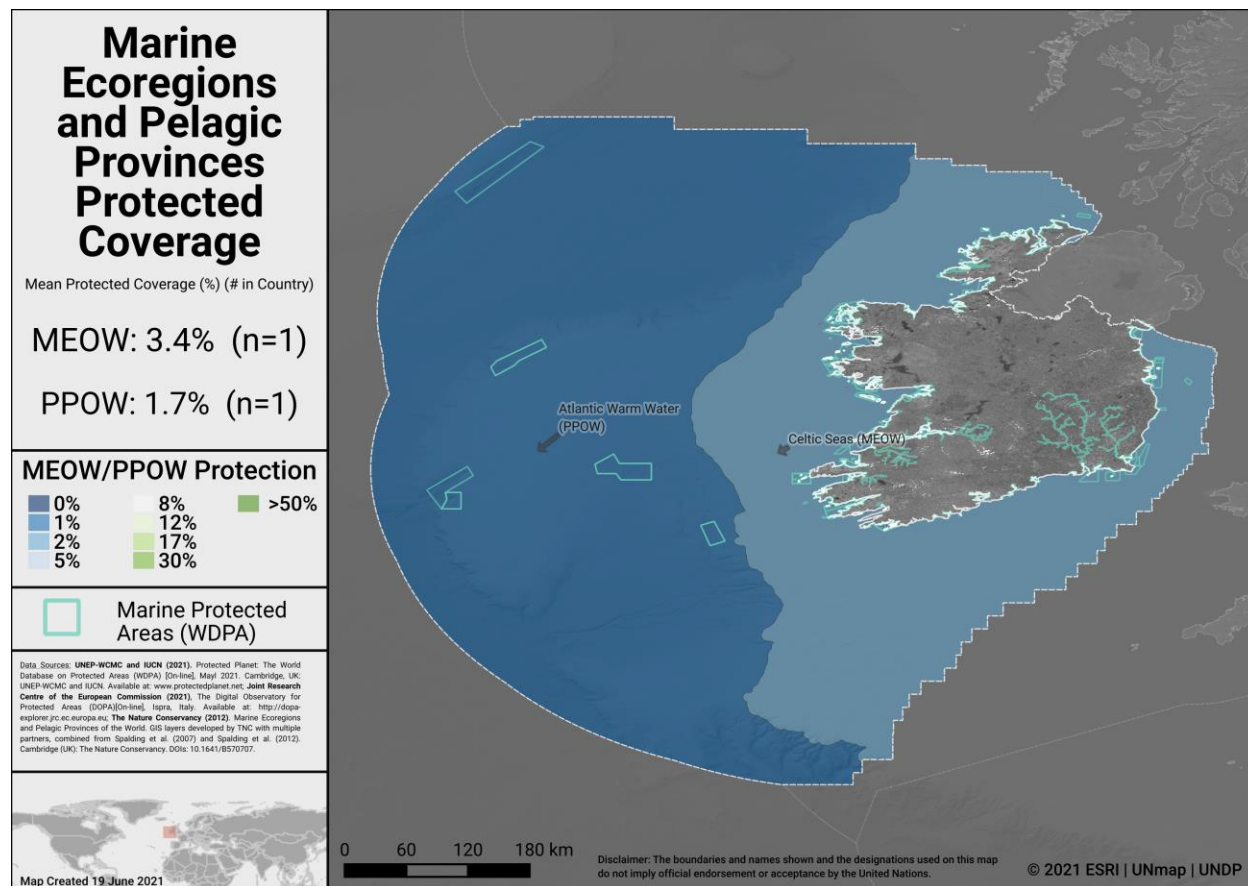 Marine
Ecoregions
and Pelagic
Provinces
Protected
Coverage
Mean Protected Coverage (%) (# in Country)
MEOW: 3.4% (n=1)
PPOW: 1.7% (n=1)
MEOW/PPOW Protection
0%
1%
2%
5%
8%
12%
17%
30%
>50%
Marine Protected
Areas (WDPA)
Data Sources: UNEP-WCMC and IUCN (2021). Protected Planet: The World
Database on Protected Areas (WDPA) [On-line], Mayl 2021. Cambridge, UK:
UNEP-WCMC and IUCN. Available at: www.protectedplanet.net; Joint Research
Centre of the European Commission (2021), The Digital Observatory for
Protected Areas (DOPA)[On-line], Ispra, Italy. Available at: http://dopa-
explorer.jrc.ec.europa.eu; The Nature Conservancy (2012). Marine Ecoregions
and Pelagic Provinces of the World. GIS layers developed by TNC with multiple
partners, combined from Spalding et al. (2007) and Spalding et al. (2012).
Cambridge (UK): The Nature Conservancy. DOIs: 10.1641/B570707.
Map Created 19 June 2021
Atlantic Warm Water
(PPOW)
Celtic Seas (MEOW)
0 60 120 180 km
Disclaimer: The boundaries and names shown and the designations used on this map
do not imply official endorsement or acceptance by the United Nations.
© 2021 ESRI | UNmap | UNDP